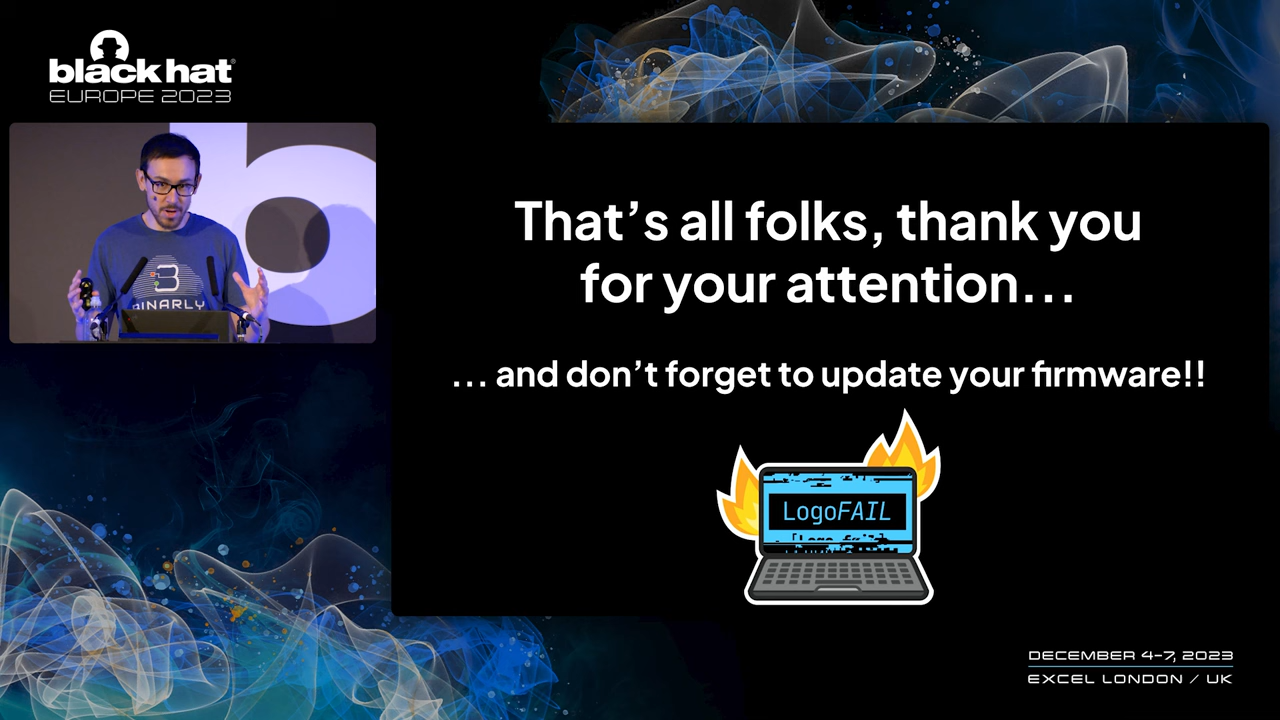 black hat®
EUROPE 2023
BINARLY
That's all folks, thank you
for your attention...
... and don't forget to update your firmware!!
LogoFAIL
DECEMBER 4-7, 2023
EXCEL LONDON / UK